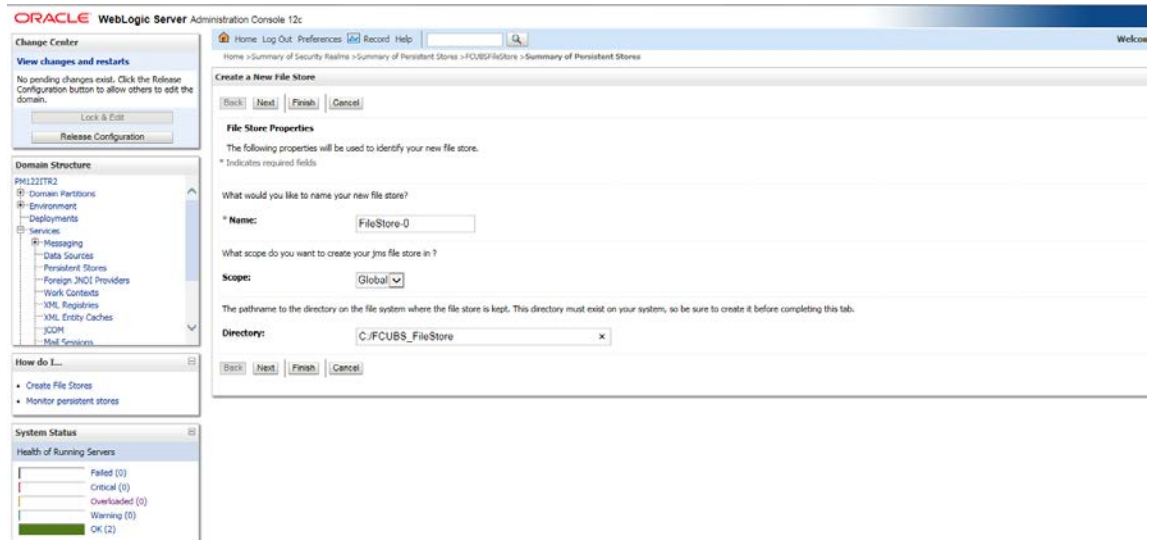 ORACLE WebLogic Server Administration Console 12c
Change Center
View changes and restarts
No pending changes exist. Click the Release
Configuration button to allow others to edit the
domain.
Lock & Edit
Release Configuration
Domain Structure
PM122ITR2
Domain Partitions
Environment
Deployments
Services
Messaging
Data Sources
Persistent Stores
Foreign JNDI Providers
Work Contexts
XML Registries
XML Entity Caches
jCOM
Mail Sessions
How do I...
Create File Stores
Monitor persistent stores
System Status
Health of Running Servers
Failed (0)
Critical (0)
Overloaded (0)
Warning (0)
OK (2)
Home Log Out Preferences Record Help
Welcom
Home >Summary of Security Realms >Summary of Persistent Stores >FCUBSFileStore >Summary of Persistent Stores
Create a New File Store
Back Next Finish Cancel
File Store Properties
The following properties will be used to identify your new file store.
* Indicates required fields
What would you like to name your new file store?
* Name: FileStore-0
What scope do you want to create your jms file store in ?
Scope: Global
The pathname to the directory on the file system where the file store is kept. This directory must exist on your system, so be sure to create it before completing this tab.
Directory: C:/FCUBS_FileStore ×
Back Next Finish Cancel